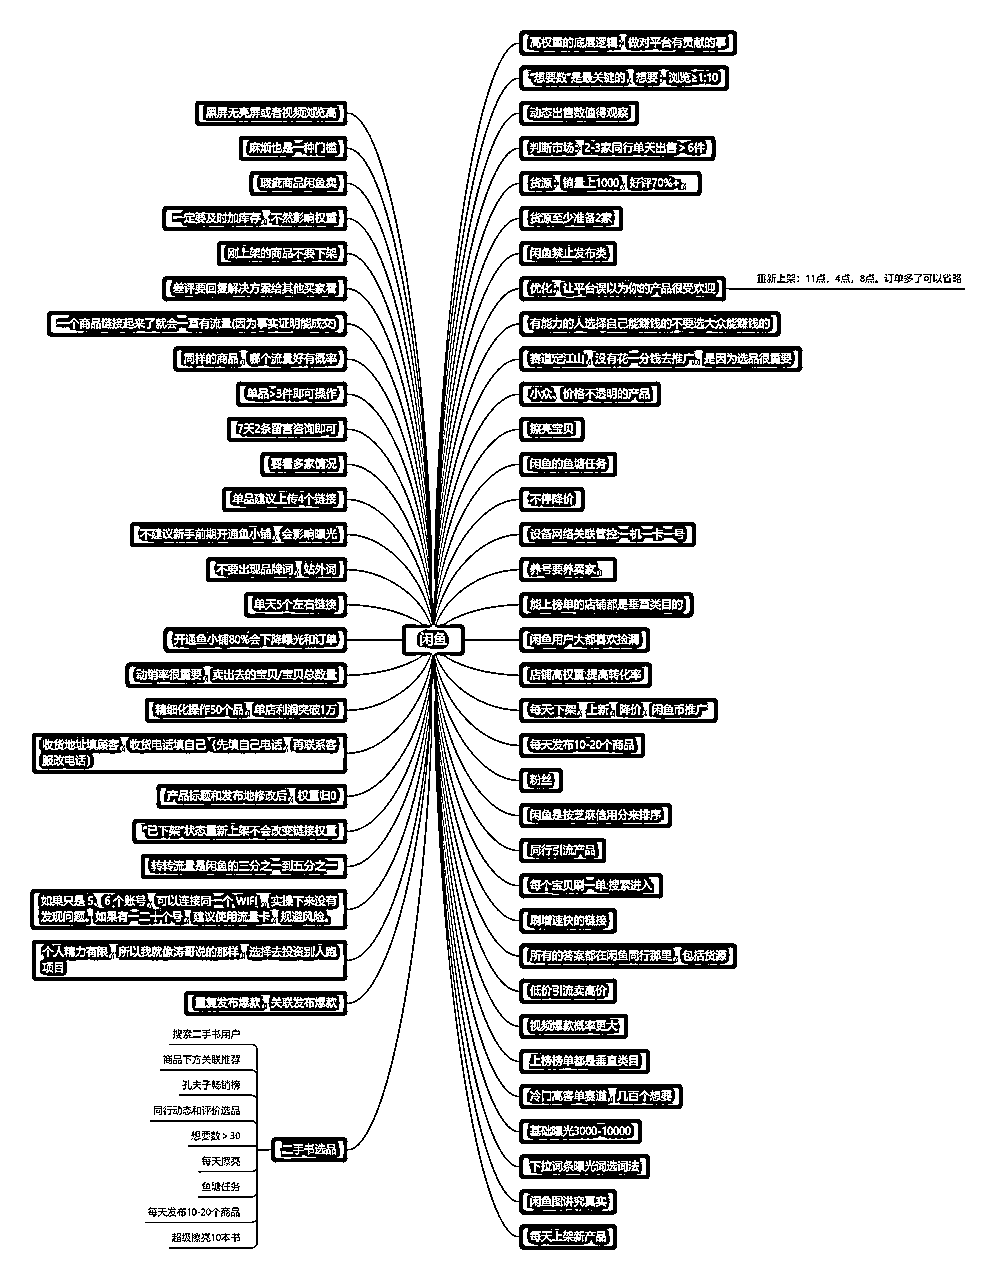 闲鱼
高权重的底层逻辑，做对平台有贡献的事
“想要数”是最关键的，想要：浏览≥1:10
动态出售数值得观察
判断市场：2-3家同行单天出售＞6件
货源：销量上1000，好评70%+。
货源至少准备2家
闲鱼禁止发布类
优化，让平台误以为你的产品很受欢迎
重新上架：11点，4点，8点。订单多了可以省略
有能力的人选择自己能赚钱的不要选大众能赚钱的
赛道定江山，没有花一分钱去推广，是因为选品很重要
小众、价格不透明的产品
擦亮宝贝
闲鱼的鱼塘任务
不停降价
设备网络关联管控一机一卡一号
养号要养卖家。
能上榜单的店铺都是垂直类目的
闲鱼用户大都喜欢捡漏
店铺高权重:提高转化率
每天:下架，上新，降价，闲鱼币推广
每天发布10-20个商品
粉丝
闲鱼是按芝麻信用分来排序
同行引流产品
每个宝贝刷一单:搜索进入
刷增速快的链接
所有的答案都在闲鱼同行那里，包括货源
低价引流卖高价
视频爆款概率更大
上榜榜单都是垂直类目
冷门高客单赛道，几百个想要
基础曝光3000-10000
下拉词条曝光词选词法
闲鱼图讲究真实
每天上架新产品
黑屏无亮屏或者视频浏览高
麻烦也是一种门槛
瑕疵商品闲鱼卖
一定要及时加库存，不然影响权重
刚上架的商品不要下架
差评要回复解决方案给其他买家看
一个商品链接起来了就会一直有流量(因为事实证明能成交)
同样的商品，哪个流量好有概率
单品>3件即可操作
7天2条留言咨询即可
要看多家情况
单品建议上传4个链接
不建议新手前期开通鱼小铺，会影响曝光
不要出现品牌词，站外词
单天5个左右链接
开通鱼小铺80%会下降曝光和订单
动销率很重要，卖出去的宝贝/宝贝总数量
精细化操作50个品，单店利润突破1万
收货地址填顾客，收货电话填自己（先填自己电话，再联系客
服改电话）
产品标题和发布地修改后，权重归0
“已下架”状态重新上架不会改变链接权重
转转流量是闲鱼的三分之一到五分之一
如果只是 5、6 个账号，可以连接同一个 WIFI，实操下来没有
发现问题。如果有一二十个号，建议使用流量卡，规避风险。
个人精力有限，所以我就像涛哥说的那样，选择去投资别人跑
项目
重复发布爆款，关联发布爆款
二手书选品
搜索二手书用户
商品下方关联推荐
孔夫子畅销榜
同行动态和评价选品
想要数＞30
每天擦亮
鱼塘任务
每天发布10-20个商品
超级擦亮10本书